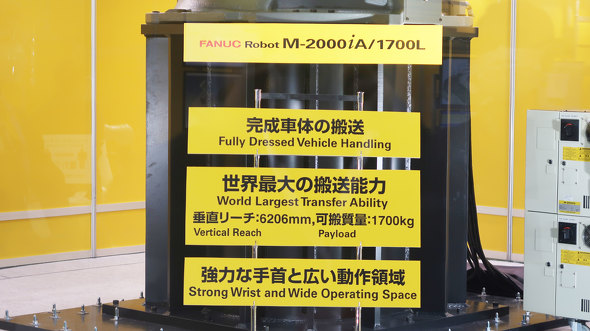 FANUC Robot M-2000iA/1700L
完成車体の搬送
Fully Dressed Vehicle Handling
世界最大の搬送能力
World Largest Transfer Ability
垂直リーチ:6206mm,可搬質量:1700kg
Vertical Reach Payload
強力な手首と広い動作領域
Strong Wrist and Wide Operating Space